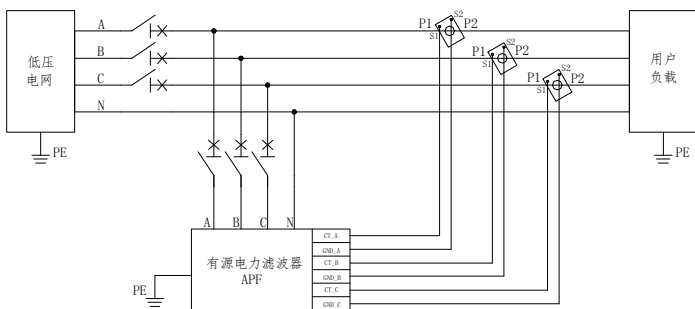 A
B
C
N
低压
电网
PE
S2
P1
P2
S1
S2
P1
P2
S1
S2
P1
P2
S1
用户
负载
PE
A
B
C
N
有源电力滤波器
APF
PE
CT_A
GND_A
CT_B
GND_B
CT_C
GND_C